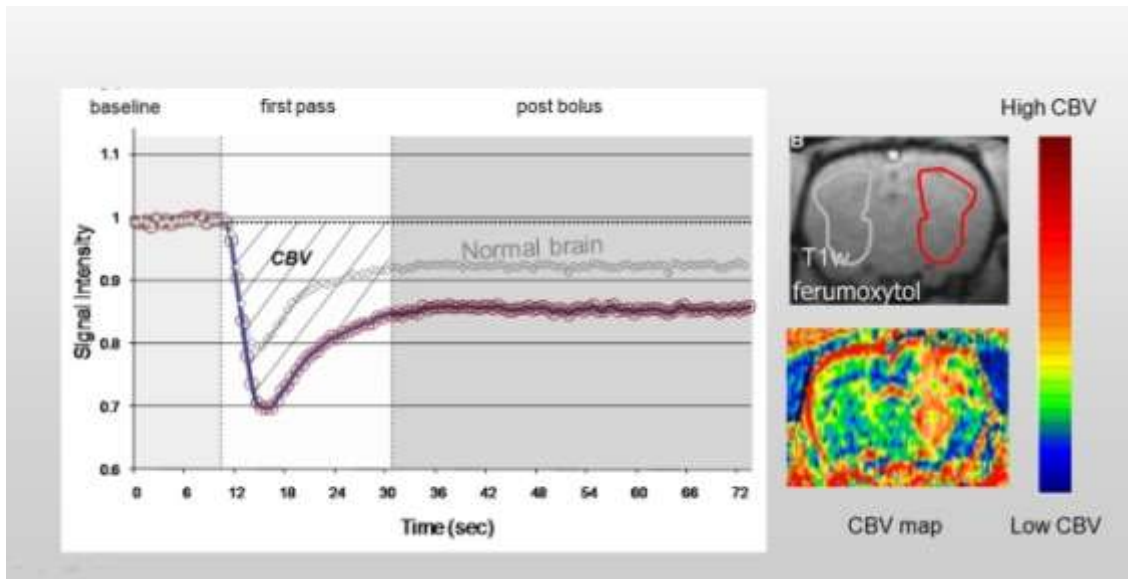 baseline
first pass
post bolus
1.1
1
0.9
0.8
0.7
0.6
Signal Intensity
CBV
Normal brain
0 6 12 18 24 30 36 42 48 54 60 66 72
Time (sec)
B
T1w
ferumoxytol
CBV map
High CBV
Low CBV